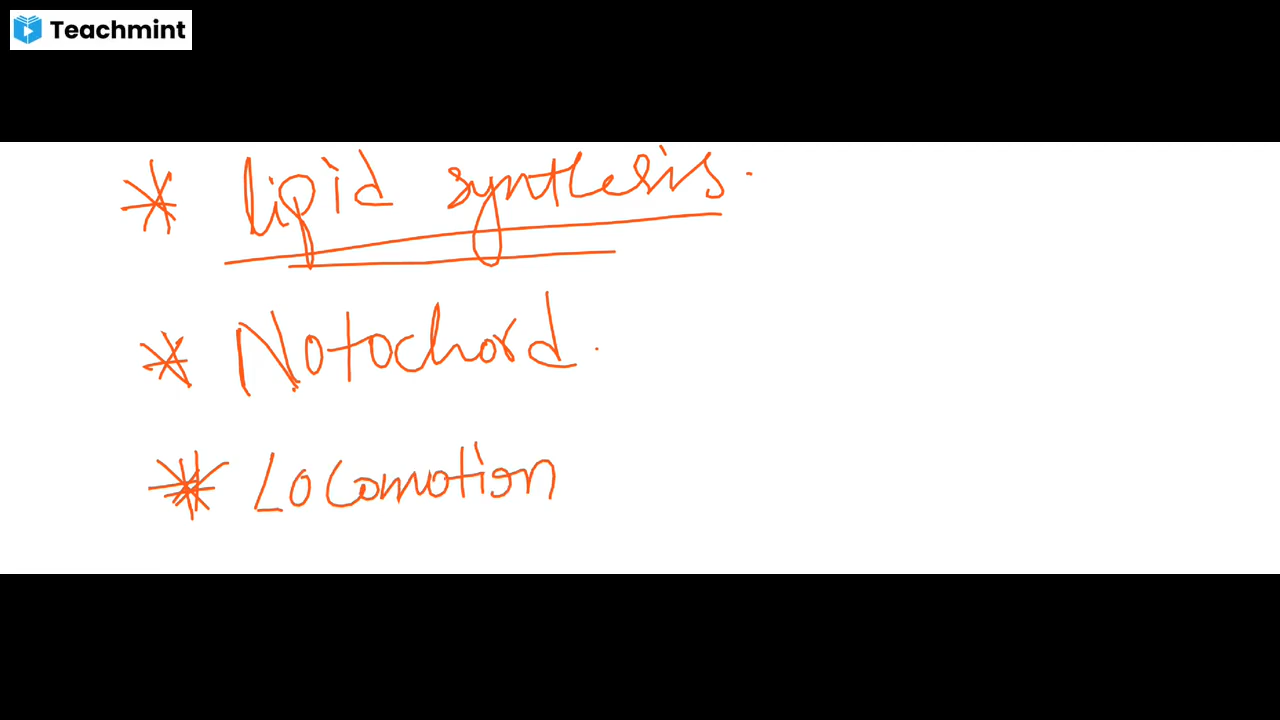 Teachmint
* lipid synthesis.
* Notochord.
* Locomotion